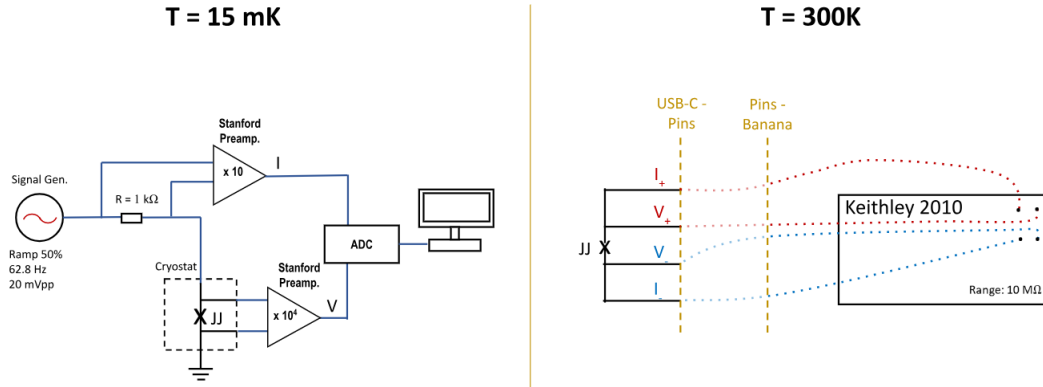 T = 15 mK
Stanford
Preamp.
x 10
I
Signal Gen.
R = 1 kΩ
Ramp 50%
62.8 Hz
20 mVpp
ADC
Cryostat
Stanford
Preamp.
x 10⁴
V
JJ
T = 300K
USB-C -
Pins
Pins -
Banana
I₊
V₊
JJ
V₋
I₋
Keithley 2010
Range: 10 MΩ